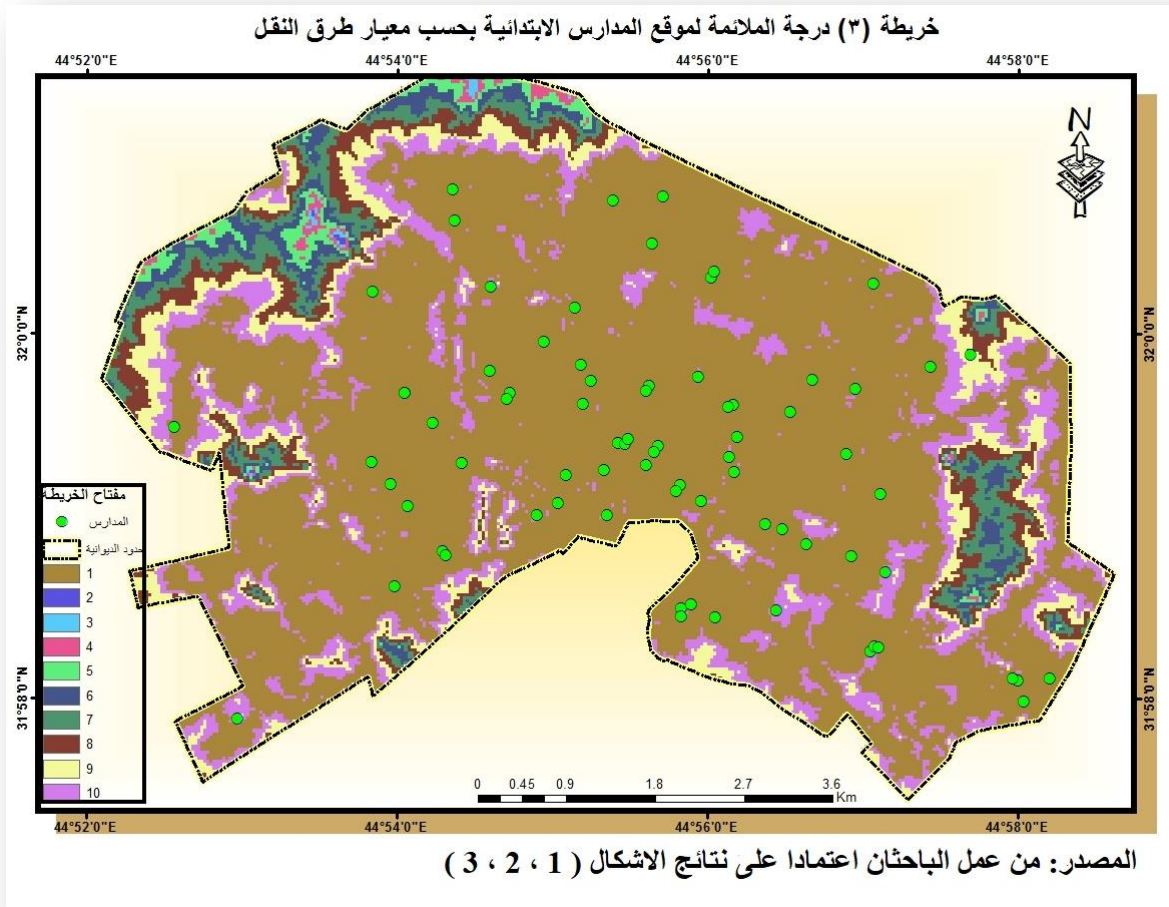 خريطة (٣) درجة الملائمة لموقع المدارس الابتدائية بحسب معيار طرق النقل
44°52'0"E 44°54'0"E 44°56'0"E 44°58'0"E
N
32°0'0"N 32°0'0"N
مفتاح الخريطة
المدارس
حدود الديوانية
1
2
3
4
5
6
7
8
9
10
31°58'0"N 31°58'0"N
0 0.45 0.9 1.8 2.7 3.6
Km
44°52'0"E 44°54'0"E 44°56'0"E 44°58'0"E
المصدر: من عمل الباحثان اعتمادا على نتائج الاشكال ( 1 ، 2 ، 3 )